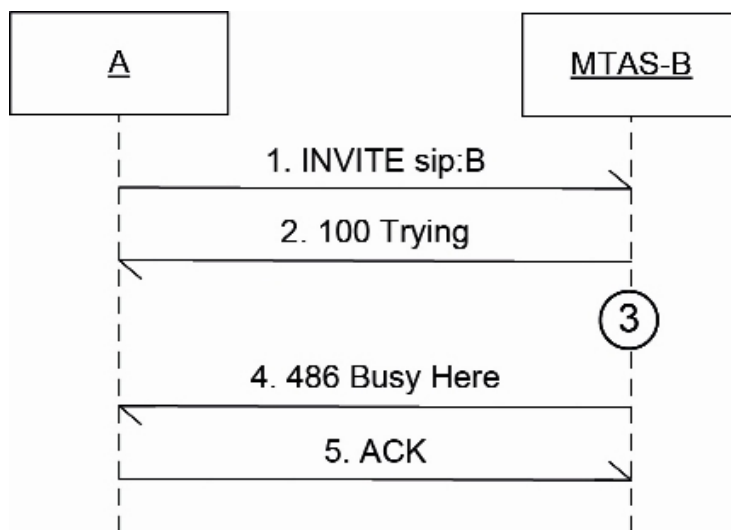 A
MTAS-B
1. INVITE sip:B
2. 100 Trying
3
4. 486 Busy Here
5. ACK